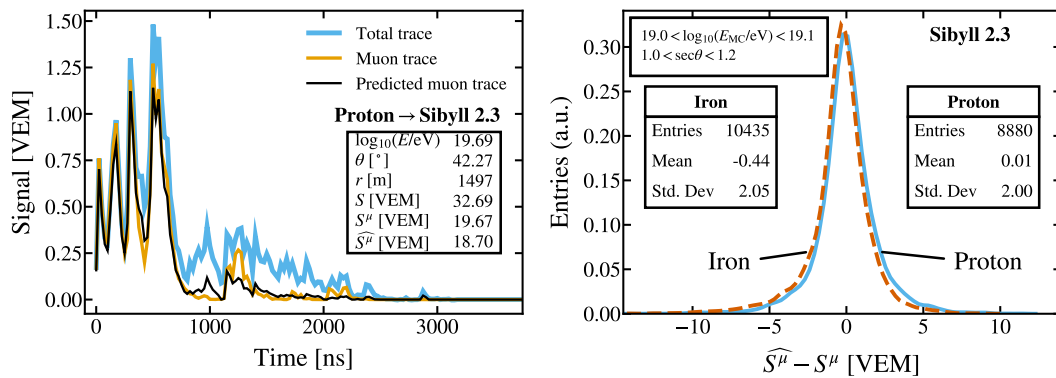 1.50
1.25
1.00
0.75
0.50
0.25
0.00
Signal [VEM]
Total trace
Muon trace
Predicted muon trace
Proton → Sibyll 2.3
log₁₀(E/eV) 19.69
θ [°] 42.27
r [m] 1497
S [VEM] 32.69
S^μ [VEM] 19.67
\widehat{S^μ} [VEM] 18.70
0 1000 2000 3000
Time [ns]
0.30
0.25
0.20
0.15
0.10
0.05
0.00
Entries (a.u.)
19.0 < log₁₀(E_MC/eV) < 19.1
1.0 < secθ < 1.2
Sibyll 2.3
Iron
Entries 10435
Mean -0.44
Std. Dev 2.05
Proton
Entries 8880
Mean 0.01
Std. Dev 2.00
Iron
Proton
−10 −5 0 5 10
\widehat{S^μ} − S^μ [VEM]